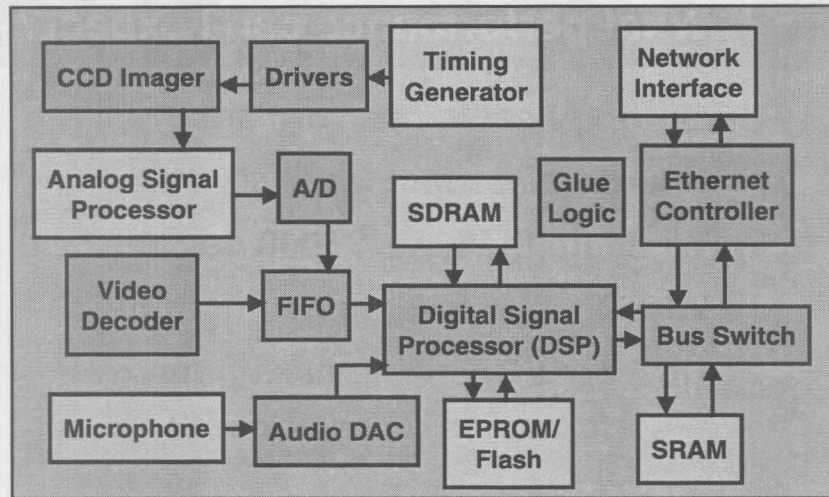 CCD Imager
Drivers
Timing
Generator
Network
Interface
Analog Signal
Processor
A/D
SDRAM
Glue
Logic
Ethernet
Controller
Video
Decoder
FIFO
Digital Signal
Processor (DSP)
Bus Switch
Microphone
Audio DAC
EPROM/
Flash
SRAM